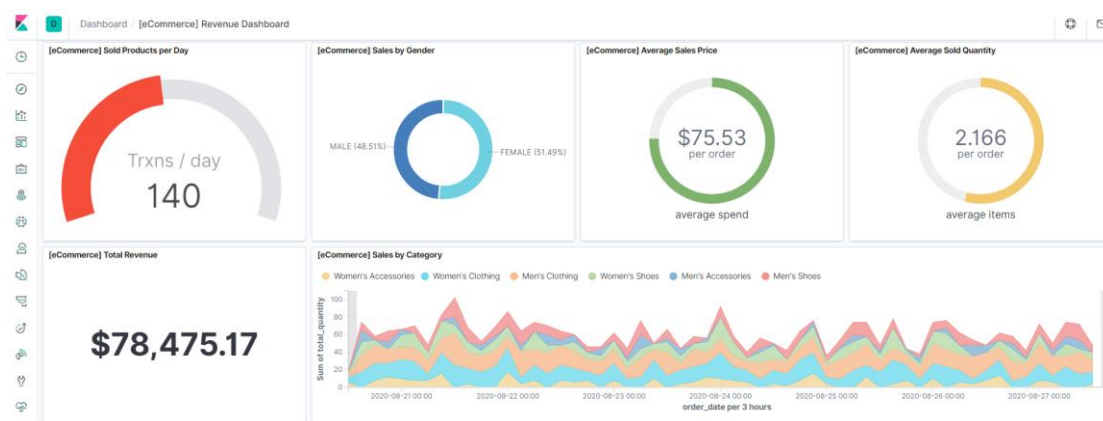 D Dashboard / [eCommerce] Revenue Dashboard
[eCommerce] Sold Products per Day
Trxns / day
140
[eCommerce] Sales by Gender
MALE (48.51%)
FEMALE (51.49%)
[eCommerce] Average Sales Price
$75.53
per order
average spend
[eCommerce] Average Sold Quantity
2.166
per order
average items
[eCommerce] Total Revenue
$78,475.17
[eCommerce] Sales by Category
Women's Accessories Women's Clothing Men's Clothing Women's Shoes Men's Accessories Men's Shoes
Sum of total_quantity
100
80
60
40
20
0
2020-08-21 00:00 2020-08-22 00:00 2020-08-23 00:00 2020-08-24 00:00 2020-08-25 00:00 2020-08-26 00:00 2020-08-27 00:00
order_date per 3 hours